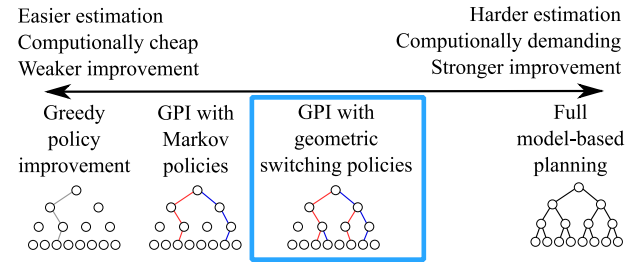 Easier estimation
Computionally cheap
Weaker improvement
Harder estimation
Computionally demanding
Stronger improvement
Greedy
policy
improvement
GPI with
Markov
policies
GPI with
geometric
switching policies
Full
model-based
planning